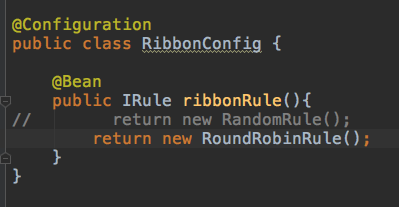 @Configuration
public class RibbonConfig {
@Bean
public IRule ribbonRule(){
//        return new RandomRule();
return new RoundRobinRule();
}
}